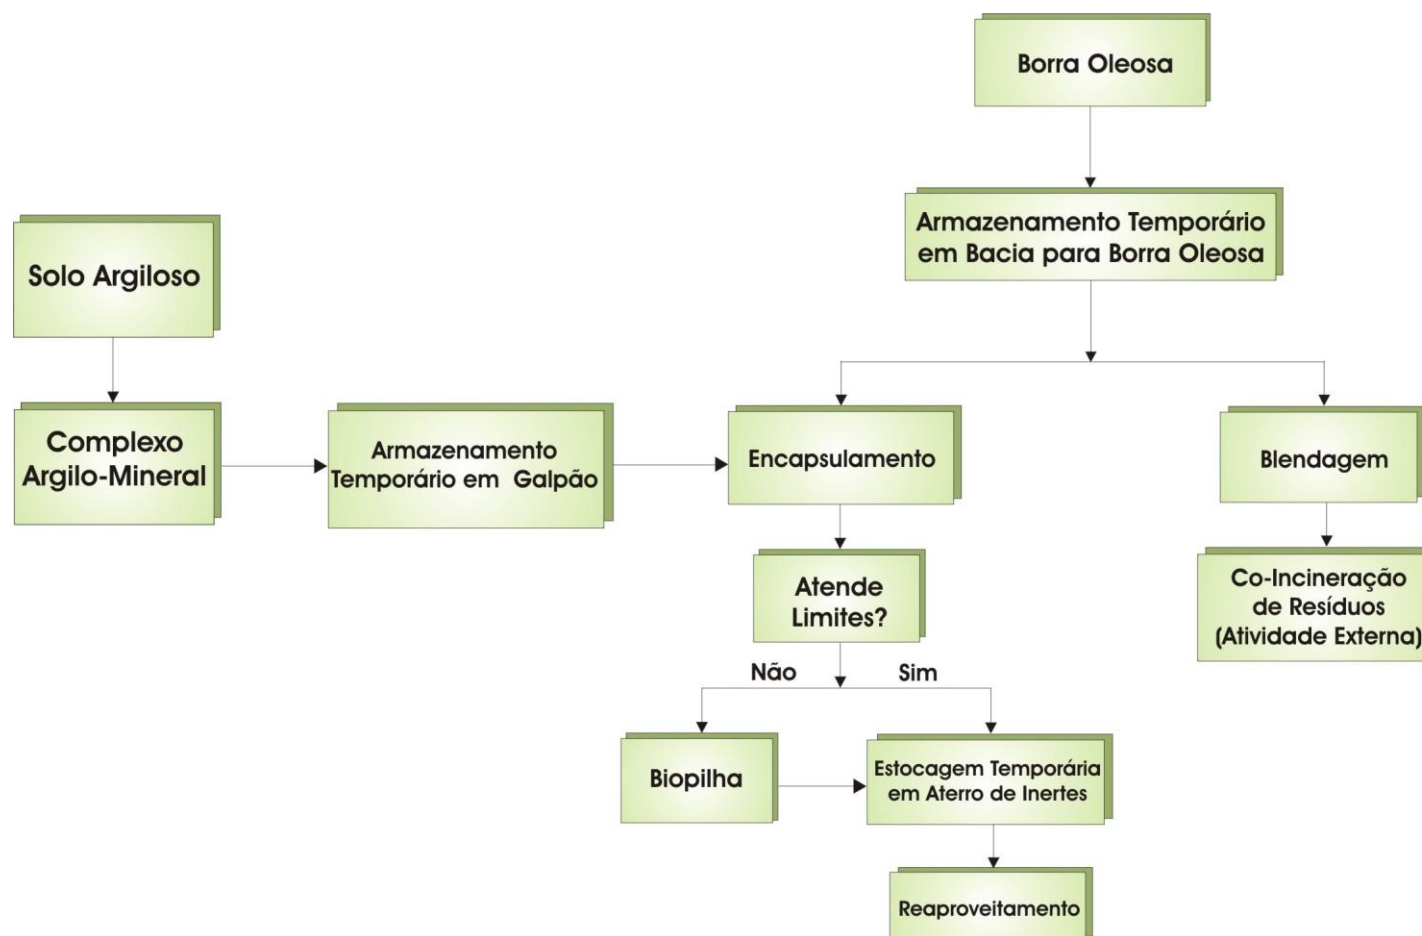 Borra Oleosa
Armazenamento Temporário
em Bacia para Borra Oleosa
Solo Argiloso
Complexo
Argilo-Mineral
Armazenamento
Temporário em Galpão
Encapsulamento
Blendagem
Atende
Limites?
Co-Incineração
de Resíduos
(Atividade Externa)
Não
Sim
Biopilha
Estocagem Temporária
em Aterro de Inertes
Reaproveitamento